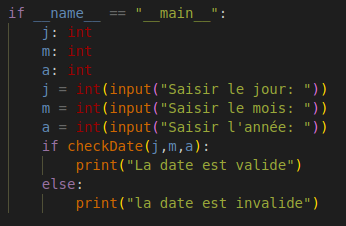 if __name__ == "__main__":
    j: int
    m: int
    a: int
    j = int(input("Saisir le jour: "))
    m = int(input("Saisir le mois: "))
    a = int(input("Saisir l'année: "))
    if checkDate(j,m,a):
        print("La date est valide")
    else:
        print("la date est invalide")